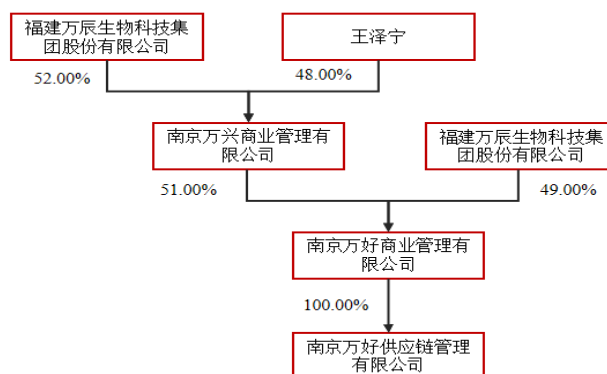 福建万辰生物科技集
团股份有限公司
王泽宁
52.00%
48.00%
南京万兴商业管理有
限公司
福建万辰生物科技集
团股份有限公司
51.00%
49.00%
南京万好商业管理有
限公司
100.00%
南京万好供应链管理
有限公司